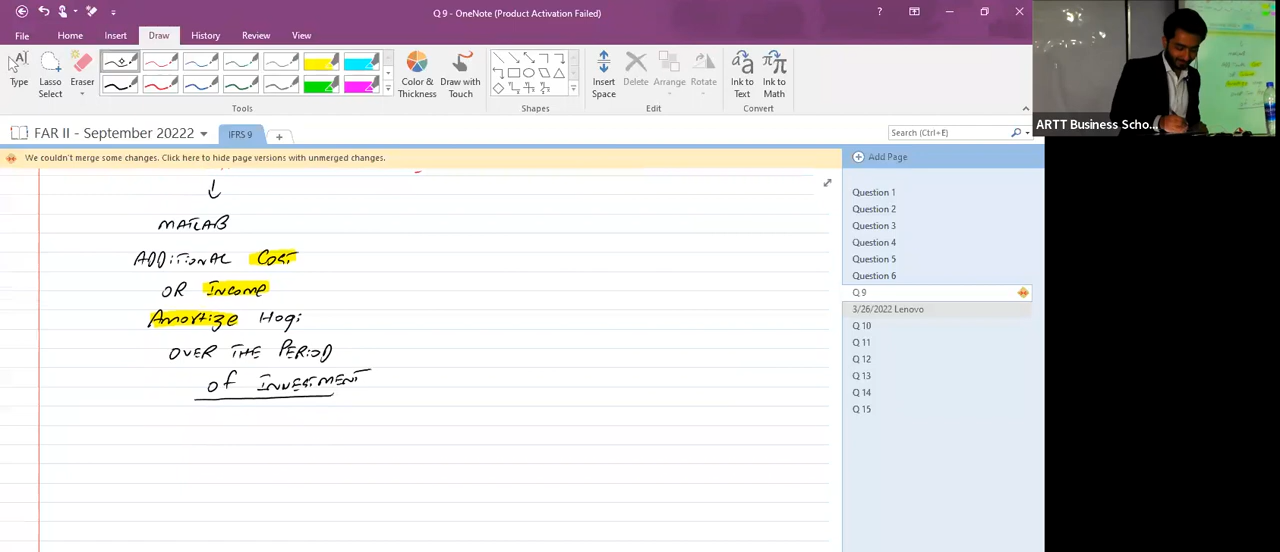 Q 9 - OneNote (Product Activation Failed)
?
File Home Insert Draw History Review View
Type
Lasso Select
Eraser
Color & Thickness
Draw with Touch
Insert Space
Delete
Arrange
Rotate
Ink to Text
Ink to Math
Tools
Shapes
Edit
Convert
ARTT Business Scho...
FAR II - September 20222
IFRS 9
Search (Ctrl+E)
We couldn't merge some changes. Click here to hide page versions with unmerged changes.
MATLAB
ADDITIONAL COST
OR INCOME
Amortize Hogi
OVER THE PERIOD
of INVESTMENT
Add Page
Question 1
Question 2
Question 3
Question 4
Question 5
Question 6
Q 9
3/26/2022 Lenovo
Q 10
Q 11
Q 12
Q 13
Q 14
Q 15